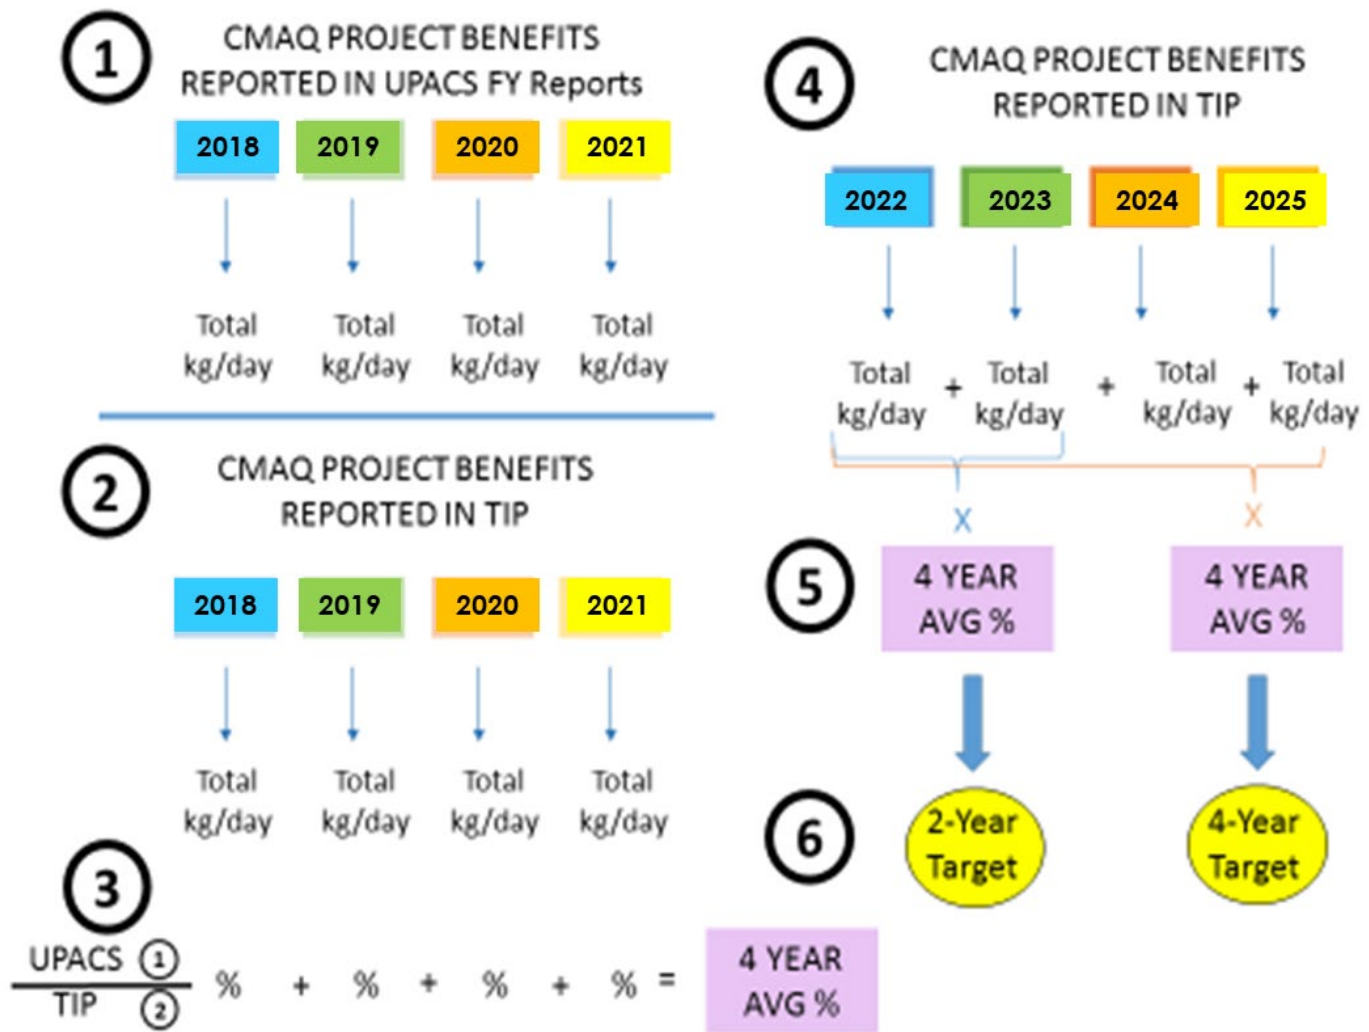 1
CMAQ PROJECT BENEFITS
REPORTED IN UPACS FY Reports
2018 2019 2020 2021
Total Total Total Total
kg/day kg/day kg/day kg/day
2
CMAQ PROJECT BENEFITS
REPORTED IN TIP
2018 2019 2020 2021
Total Total Total Total
kg/day kg/day kg/day kg/day
3
UPACS 1
TIP 2
% + % + % + % =
4 YEAR
AVG %
4
CMAQ PROJECT BENEFITS
REPORTED IN TIP
2022 2023 2024 2025
Total + Total + Total + Total
kg/day kg/day kg/day kg/day
X X
5
4 YEAR
AVG %
4 YEAR
AVG %
6
2-Year
Target
4-Year
Target